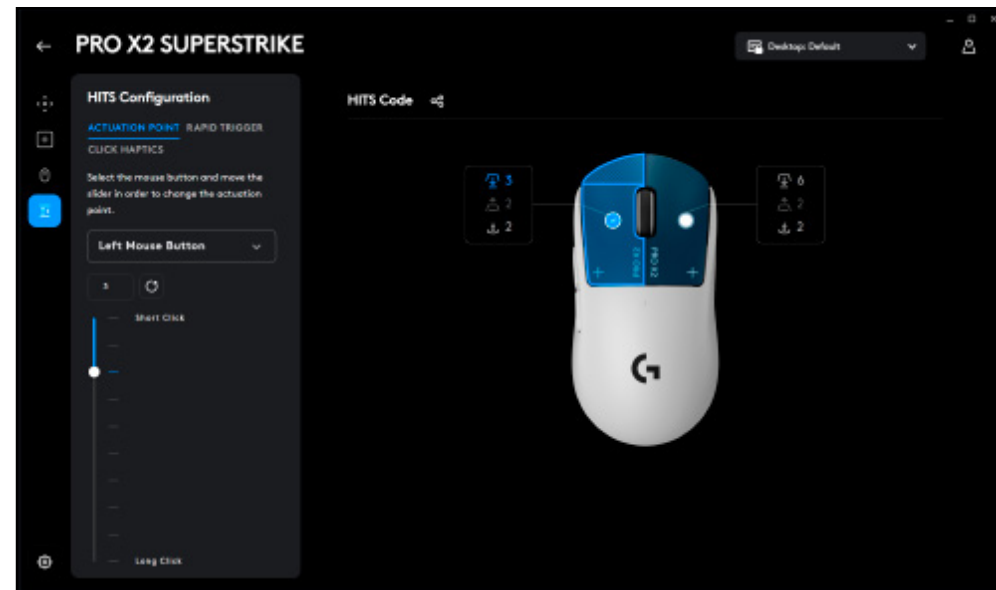 PRO X2 SUPERSTRIKE
Desktop: Default
HITS Configuration
ACTUATION POINT RAPID TRIGGER
CLICK HAPTICS
Select the mouse button and move the
slider in order to change the actuation
point.
Left Mouse Button
3
Short Click
Long Click
HITS Code
3
2
2
6
2
2
PRO X2
PRO X2